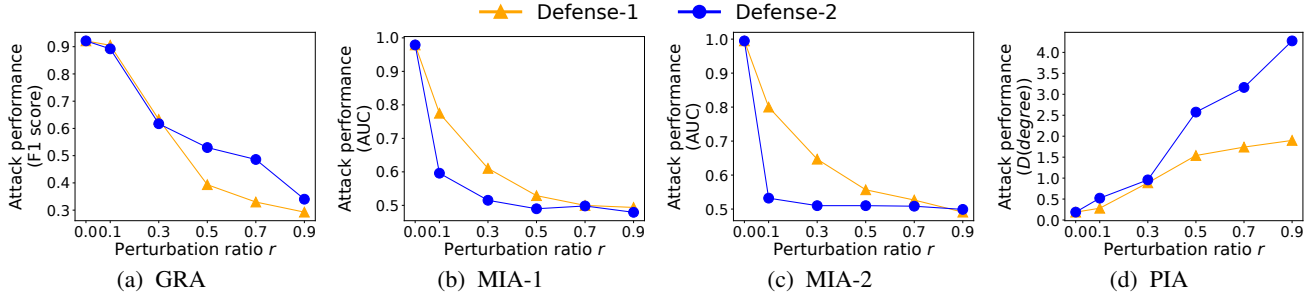 Defense-1 Defense-2
Attack performance
(F1 score)
0.9
0.8
0.7
0.6
0.5
0.4
0.3
0.00.1 0.3 0.5 0.7 0.9
Perturbation ratio r
(a) GRA
Attack performance
(AUC)
1.0
0.9
0.8
0.7
0.6
0.5
0.00.1 0.3 0.5 0.7 0.9
Perturbation ratio r
(b) MIA-1
Attack performance
(AUC)
1.0
0.9
0.8
0.7
0.6
0.5
0.00.1 0.3 0.5 0.7 0.9
Perturbation ratio r
(c) MIA-2
Attack performance
(D(degree))
4.0
3.5
3.0
2.5
2.0
1.5
1.0
0.5
0.0
0.00.1 0.3 0.5 0.7 0.9
Perturbation ratio r
(d) PIA